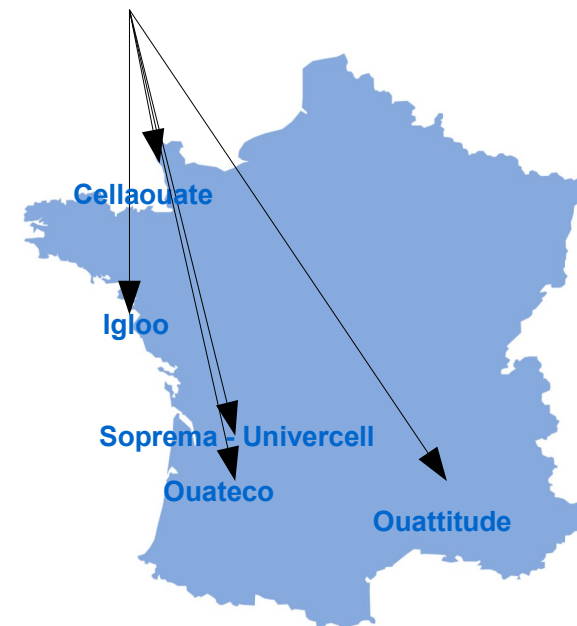 Cellaouate
Igloo
Soprema - Univercell
Ouateco
Ouattitude